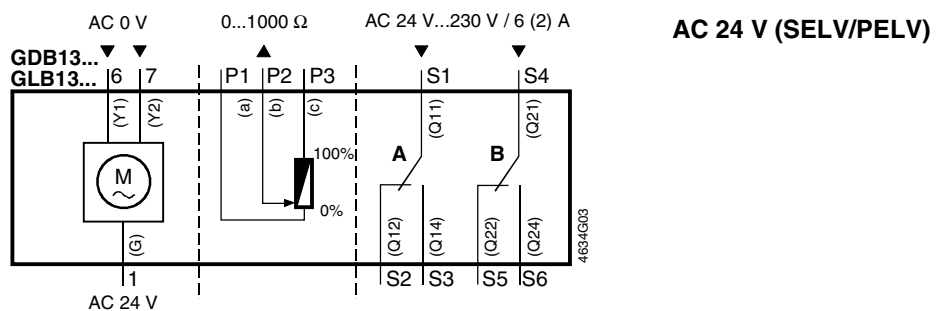 AC 0 V 0...1000 Ω AC 24 V...230 V / 6 (2) A AC 24 V (SELV/PELV)
GDB13...
GLB13... 6 7 P1 P2 P3 S1 S4
(Y1) (Y2) (a) (b) (c) (Q11) (Q21)
M 100% A B
0%
(G) (Q12) (Q14) (Q22) (Q24) 4634G03
1 S2 S3 S5 S6
AC 24 V